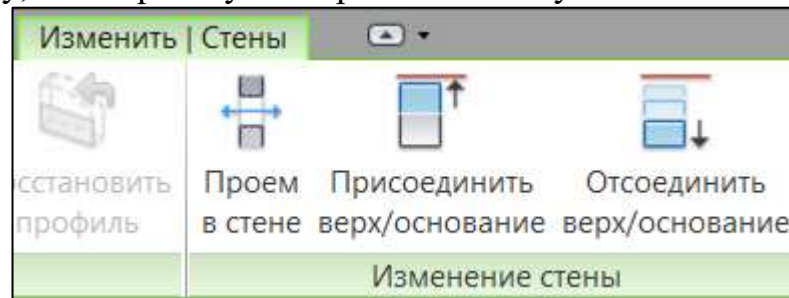 Изменить | Стены
сстановить Проем Присоединить Отсоединить
профиль в стене верх/основание верх/основание
Изменение стены